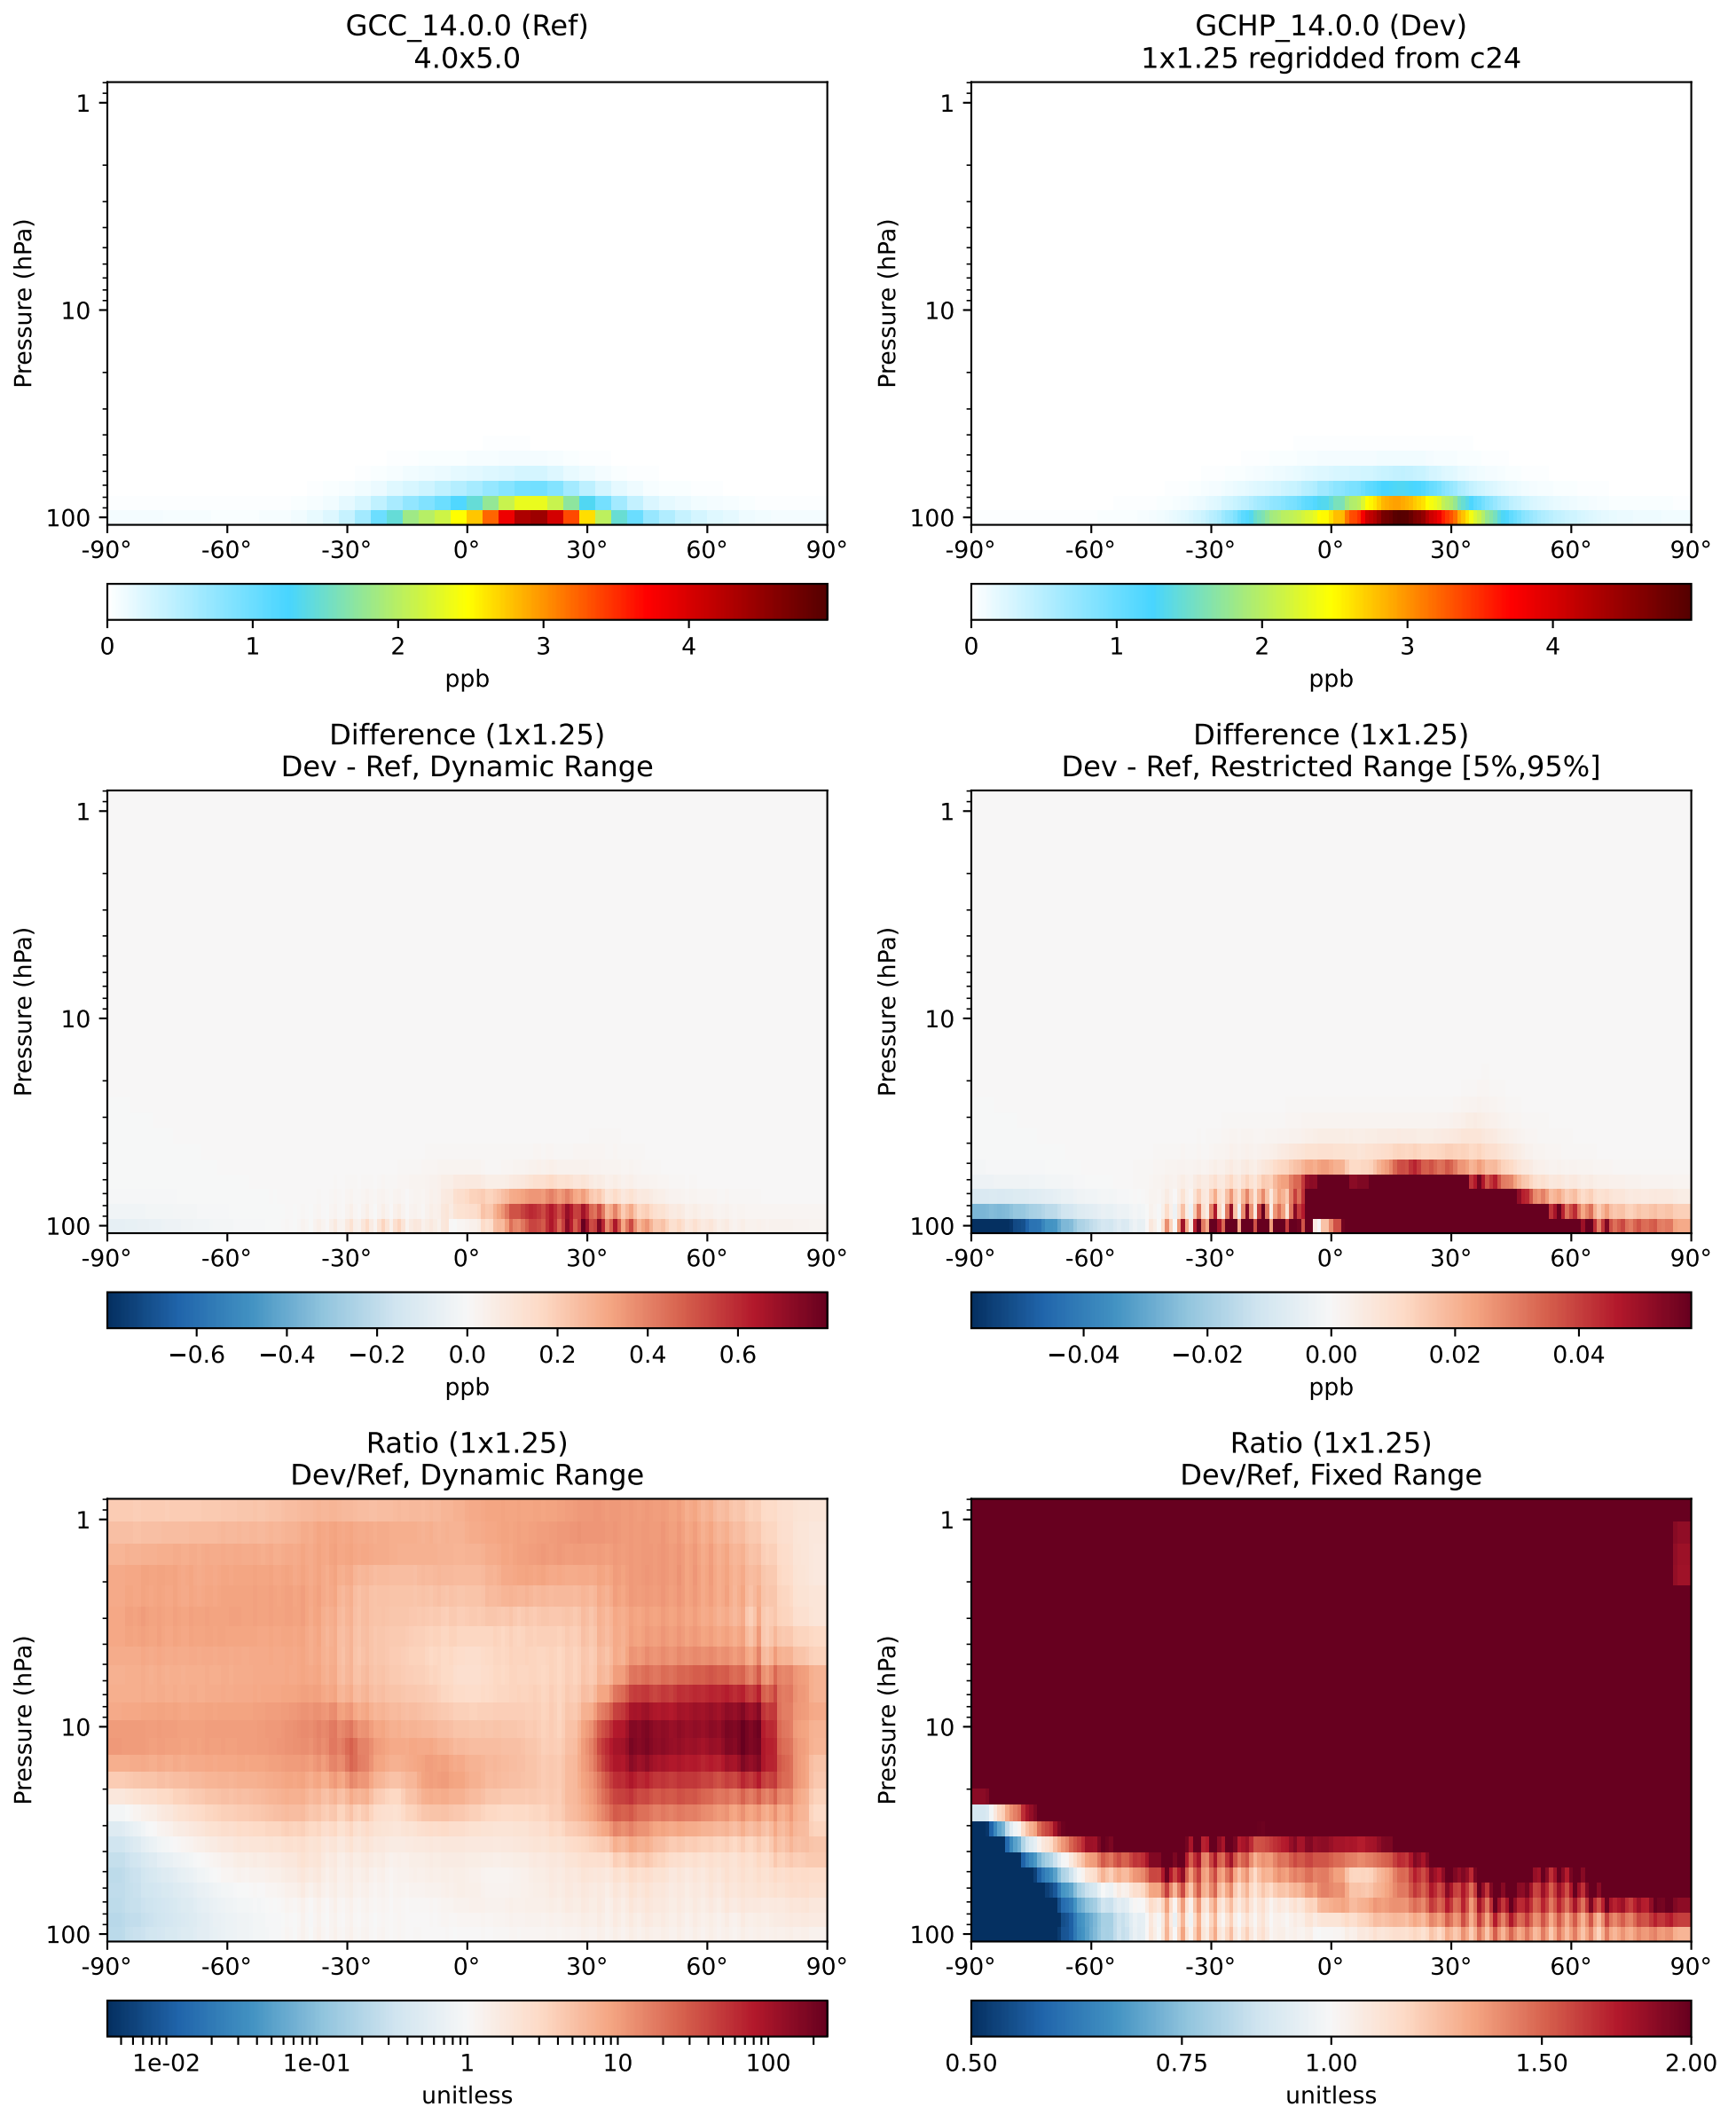 GCC_14.0.0 (Ref)
4.0x5.0
Pressure (hPa)
1
10
100
-90° -60° -30° 0° 30° 60° 90°
0 1 2 3 4
ppb
GCHP_14.0.0 (Dev)
1x1.25 regridded from c24
Pressure (hPa)
1
10
100
-90° -60° -30° 0° 30° 60° 90°
0 1 2 3 4
ppb
Difference (1x1.25)
Dev - Ref, Dynamic Range
Pressure (hPa)
1
10
100
-90° -60° -30° 0° 30° 60° 90°
−0.6 −0.4 −0.2 0.0 0.2 0.4 0.6
ppb
Difference (1x1.25)
Dev - Ref, Restricted Range [5%,95%]
Pressure (hPa)
1
10
100
-90° -60° -30° 0° 30° 60° 90°
−0.04 −0.02 0.00 0.02 0.04
ppb
Ratio (1x1.25)
Dev/Ref, Dynamic Range
Pressure (hPa)
1
10
100
-90° -60° -30° 0° 30° 60° 90°
1e-02 1e-01 1 10 100
unitless
Ratio (1x1.25)
Dev/Ref, Fixed Range
Pressure (hPa)
1
10
100
-90° -60° -30° 0° 30° 60° 90°
0.50 0.75 1.00 1.50 2.00
unitless